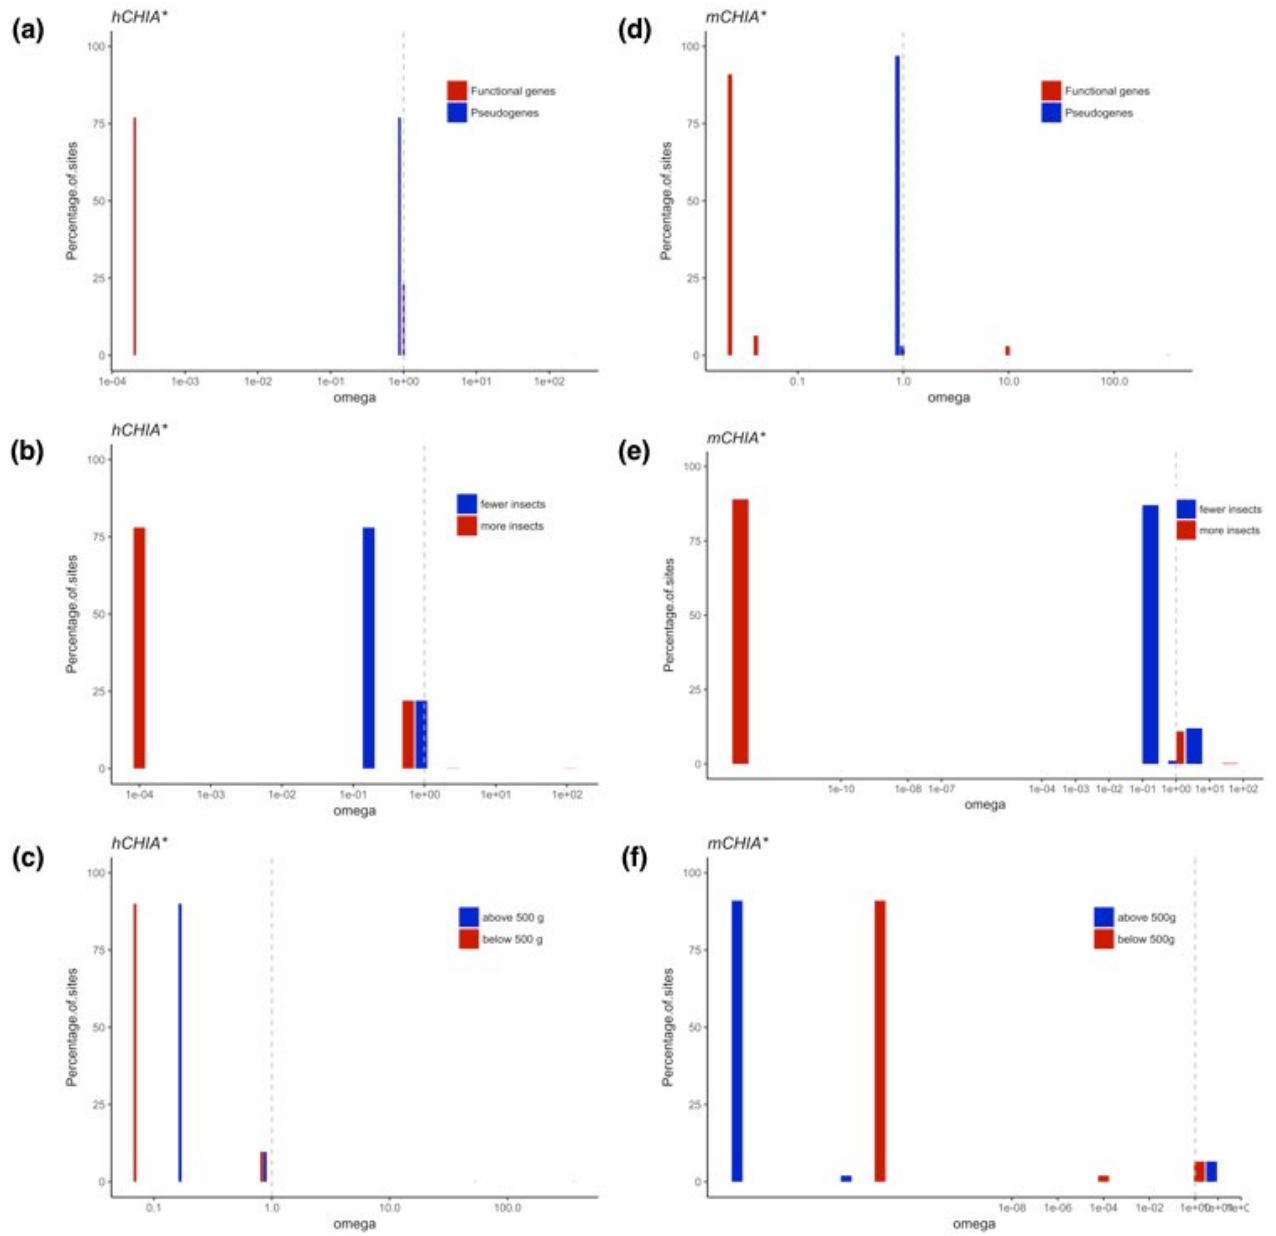 (a)
hCHIA*
Percentage.of.sites
100
75
50
25
0
Functional genes
Pseudogenes
1e-04 1e-03 1e-02 1e-01 1e+00 1e+01 1e+02
omega
(d)
mCHIA*
Percentage.of.sites
100
75
50
25
0
Functional genes
Pseudogenes
0.1 1.0 10.0 100.0
omega
(b)
hCHIA*
Percentage.of.sites
100
75
50
25
0
fewer insects
more insects
1e-04 1e-03 1e-02 1e-01 1e+00 1e+01 1e+02
omega
(e)
mCHIA*
Percentage.of.sites
100
75
50
25
0
fewer insects
more insects
1e-10 1e-08 1e-07 1e-04 1e-03 1e-02 1e-01 1e+00 1e+01 1e+02
omega
(c)
hCHIA*
Percentage.of.sites
100
75
50
25
0
above 500 g
below 500 g
0.1 1.0 10.0 100.0
omega
(f)
mCHIA*
Percentage.of.sites
100
75
50
25
0
above 500g
below 500g
1e-08 1e-06 1e-04 1e-02
omega